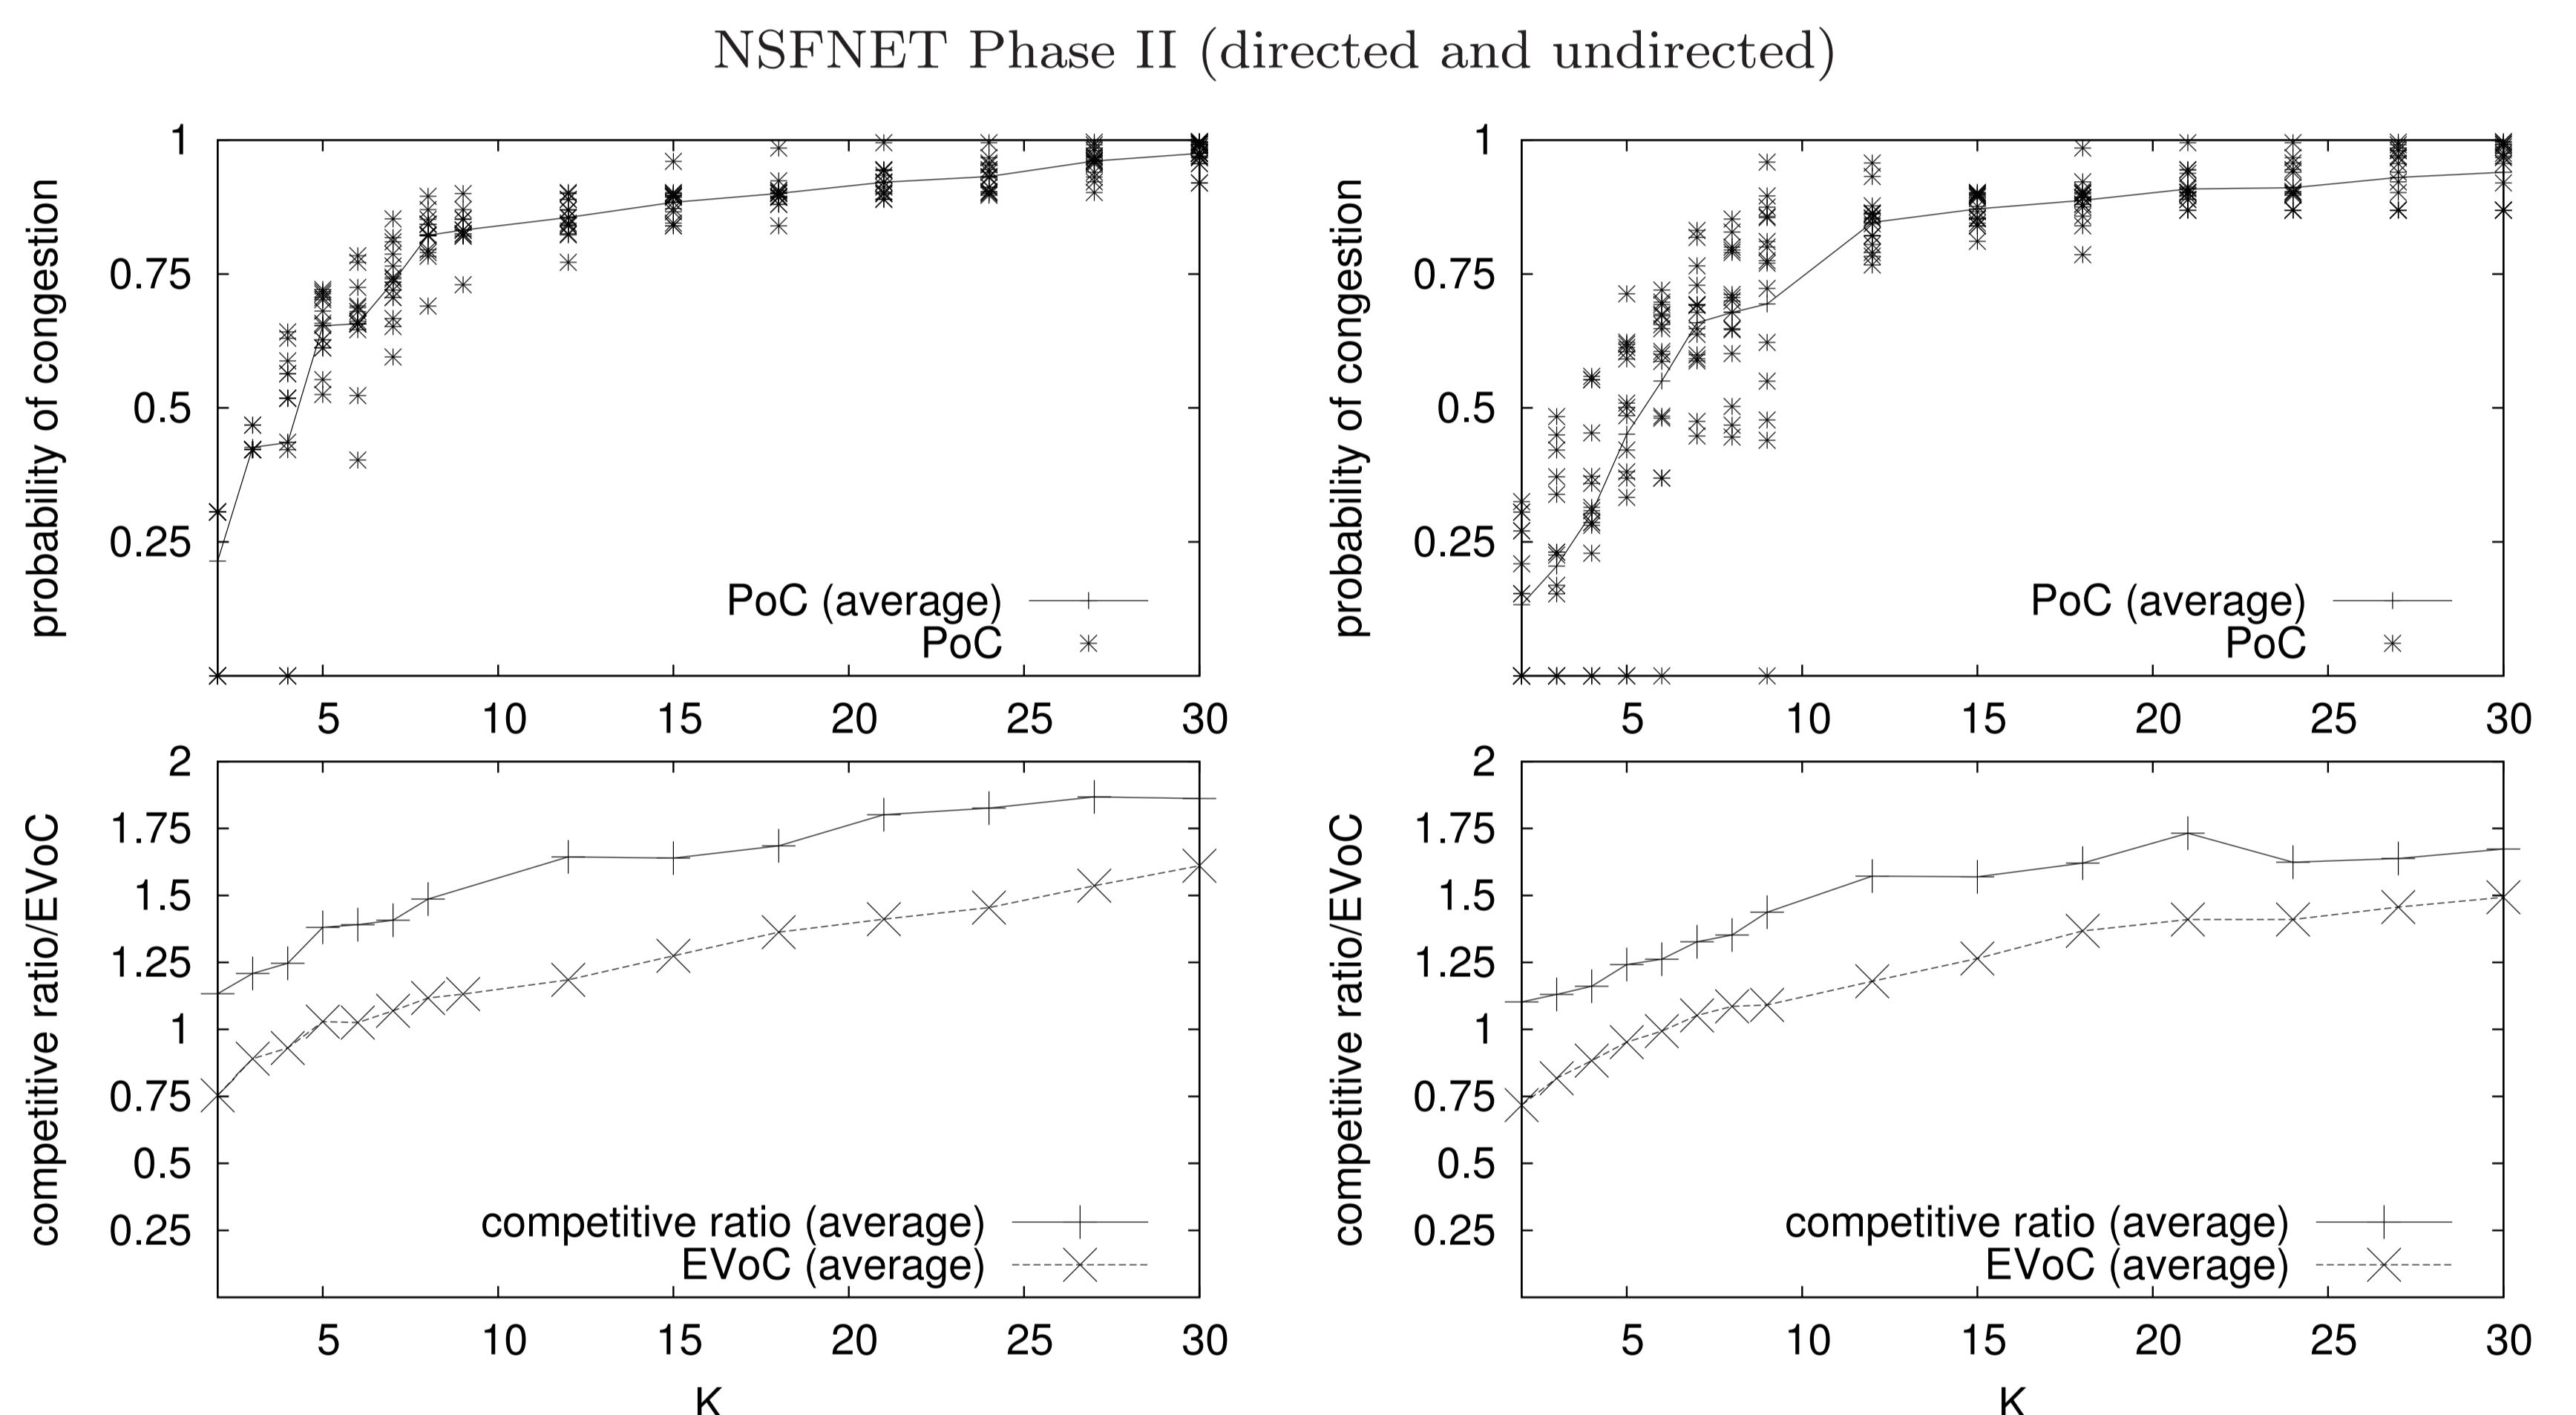 NSFNET Phase II (directed and undirected)
probability of congestion
1
0.75
0.5
0.25
PoC (average)
PoC
5 10 15 20 25 30
probability of congestion
1
0.75
0.5
0.25
PoC (average)
PoC
5 10 15 20 25 30
competitive ratio/EVoC
2
1.75
1.5
1.25
1
0.75
0.5
0.25
competitive ratio (average)
EVoC (average)
5 10 15 20 25 30
K
competitive ratio/EVoC
2
1.75
1.5
1.25
1
0.75
0.5
0.25
competitive ratio (average)
EVoC (average)
5 10 15 20 25 30
K